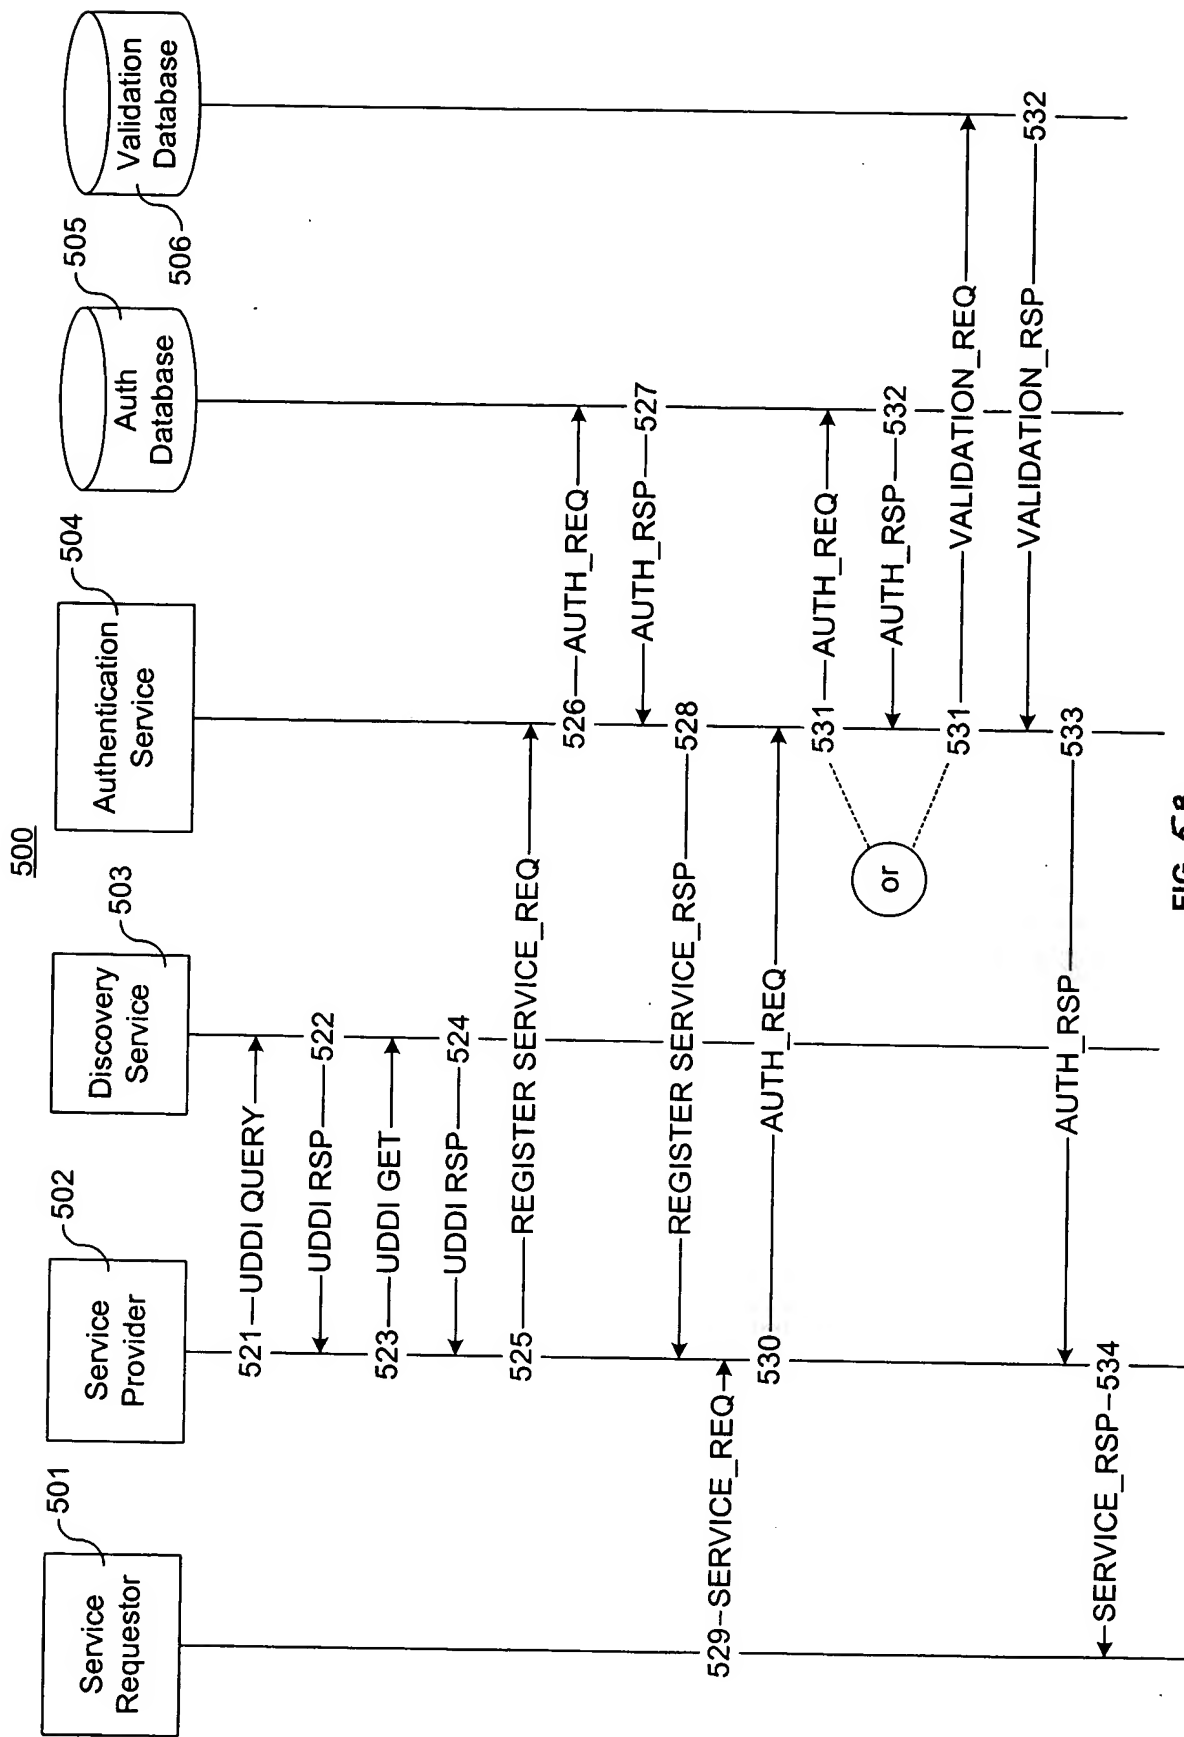 500
Service
Requestor
501
Service
Provider
502
Discovery
Service
503
Authentication
Service
504
Auth
Database
505
Validation
Database
506
521 UDDI QUERY
UDDI RSP 522
523 UDDI GET
UDDI RSP 524
525 REGISTER SERVICE_REQ
526 AUTH_REQ
AUTH_RSP 527
REGISTER SERVICE_RSP 528
529 SERVICE_REQ
530 AUTH_REQ
531 AUTH_REQ
AUTH_RSP 532
or
531 VALIDATION_REQ
VALIDATION_RSP 532
AUTH_RSP 533
SERVICE_RSP 534